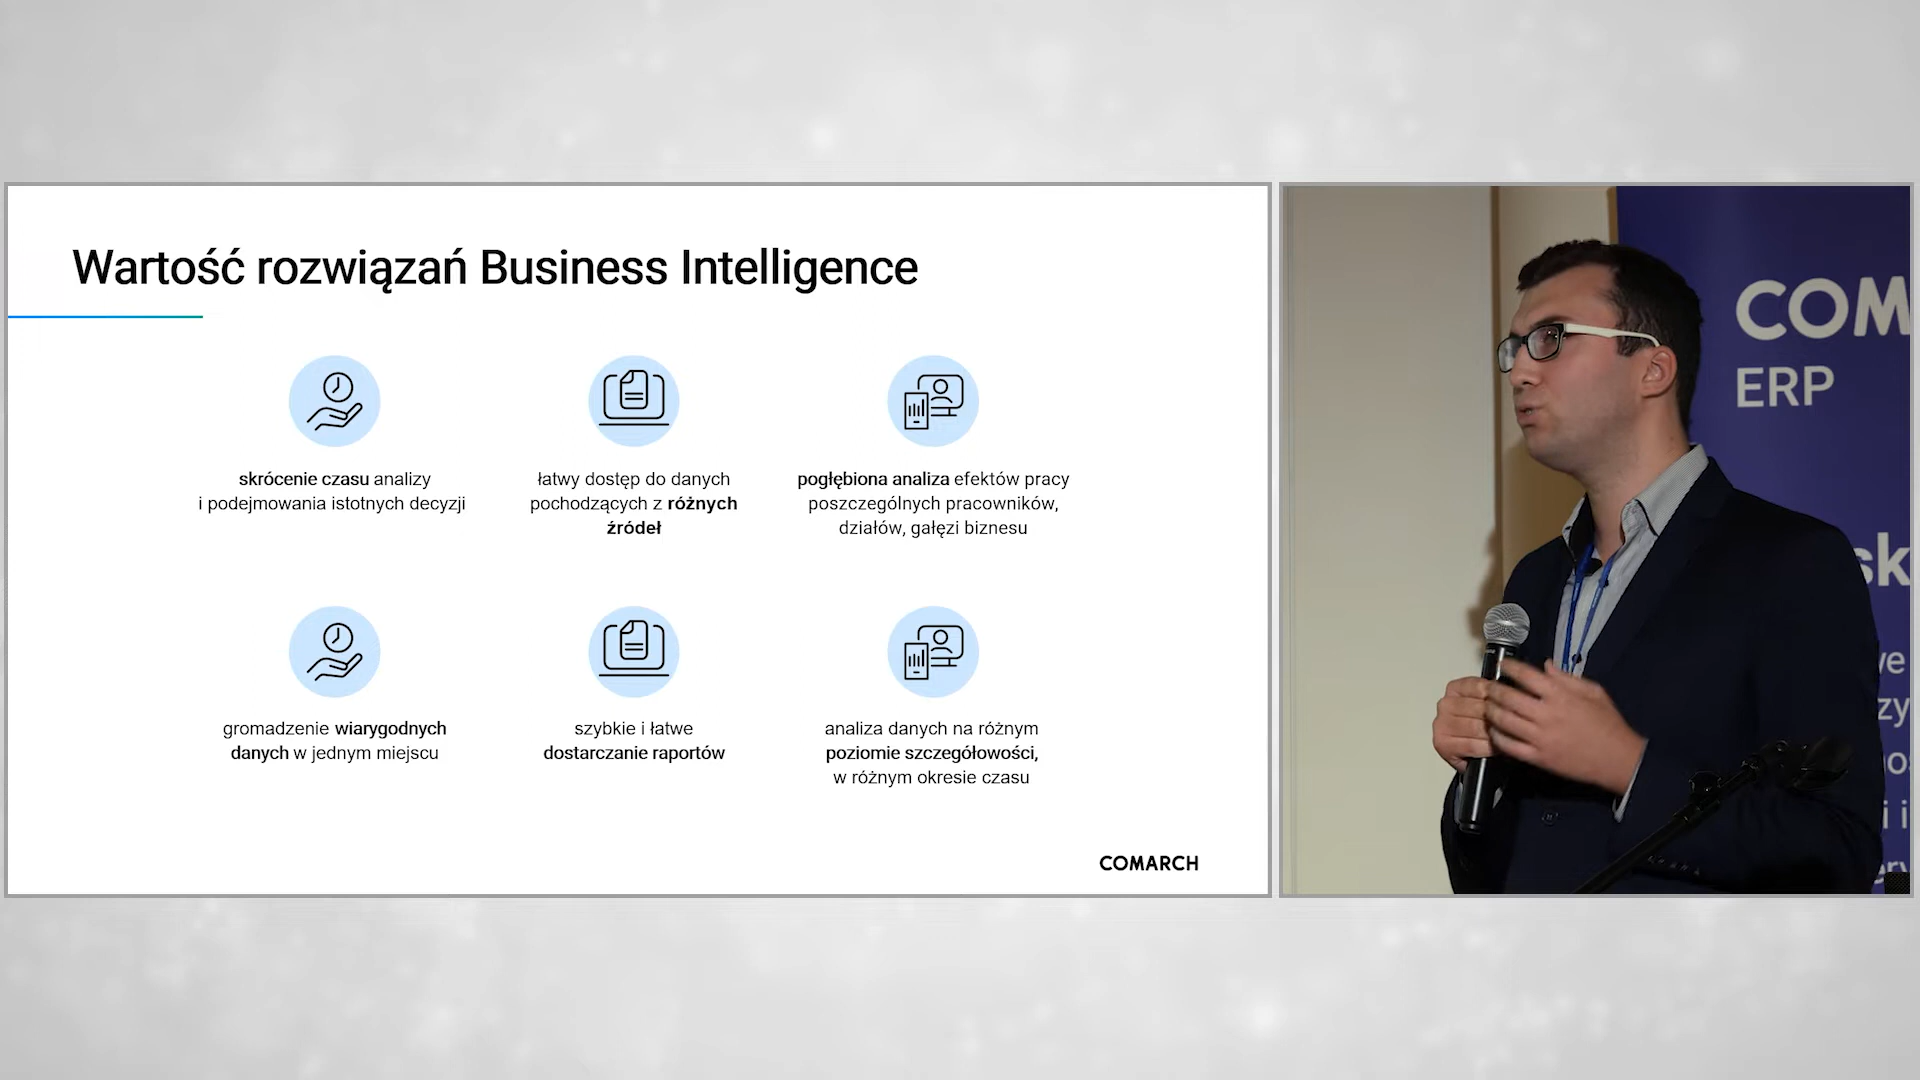 Wartość rozwiązań Business Intelligence
skrócenie czasu analizy
i podejmowania istotnych decyzji
łatwy dostęp do danych
pochodzących z różnych
źródeł
pogłębiona analiza efektów pracy
poszczególnych pracowników,
działów, gałęzi biznesu
gromadzenie wiarygodnych
danych w jednym miejscu
szybkie i łatwe
dostarczanie raportów
analiza danych na różnym
poziomie szczegółowości,
w różnym okresie czasu
COMARCH
COM
ERP